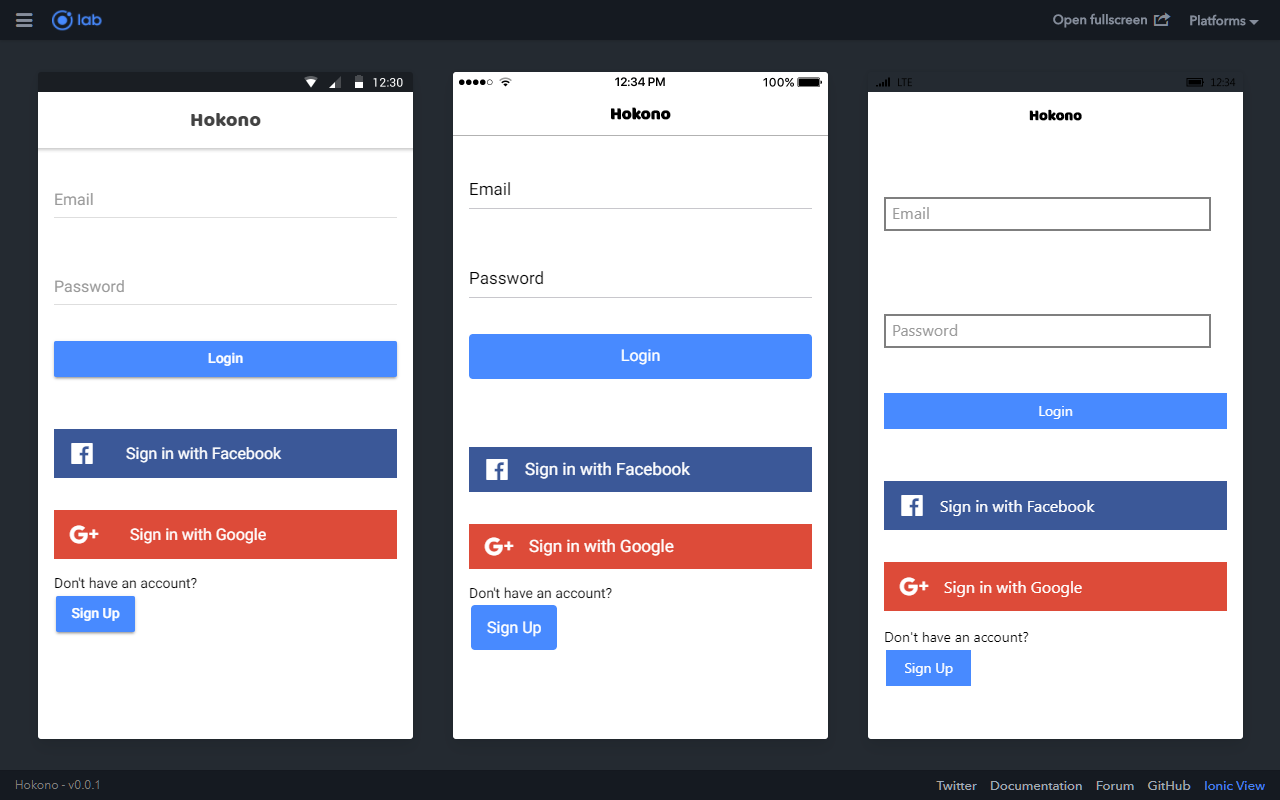 lab
Open fullscreen
Platforms
12:30
Hokono
Email
Password
Login
Sign in with Facebook
G+ Sign in with Google
Don't have an account?
Sign Up
12:34 PM
100%
Hokono
Email
Password
Login
Sign in with Facebook
G+ Sign in with Google
Don't have an account?
Sign Up
LTE
12:34
Hokono
Email
Password
Login
Sign in with Facebook
G+ Sign in with Google
Don't have an account?
Sign Up
Hokono - v0.0.1
Twitter Documentation Forum GitHub Ionic View